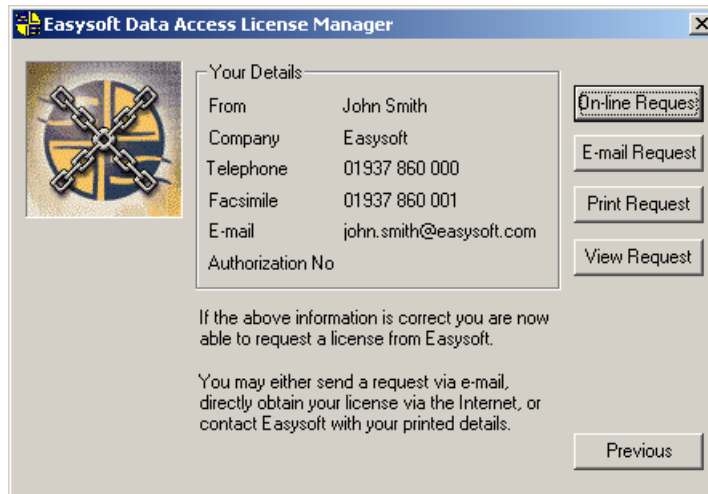 Easysoft Data Access License Manager
Your Details
From John Smith
Company Easysoft
Telephone 01937 860 000
Facsimile 01937 860 001
E-mail john.smith@easysoft.com
Authorization No
On-line Reques
E-mail Request
Print Request
View Request
If the above information is correct you are now
able to request a license from Easysoft.
You may either send a request via e-mail,
directly obtain your license via the Internet, or
contact Easysoft with your printed details.
Previous